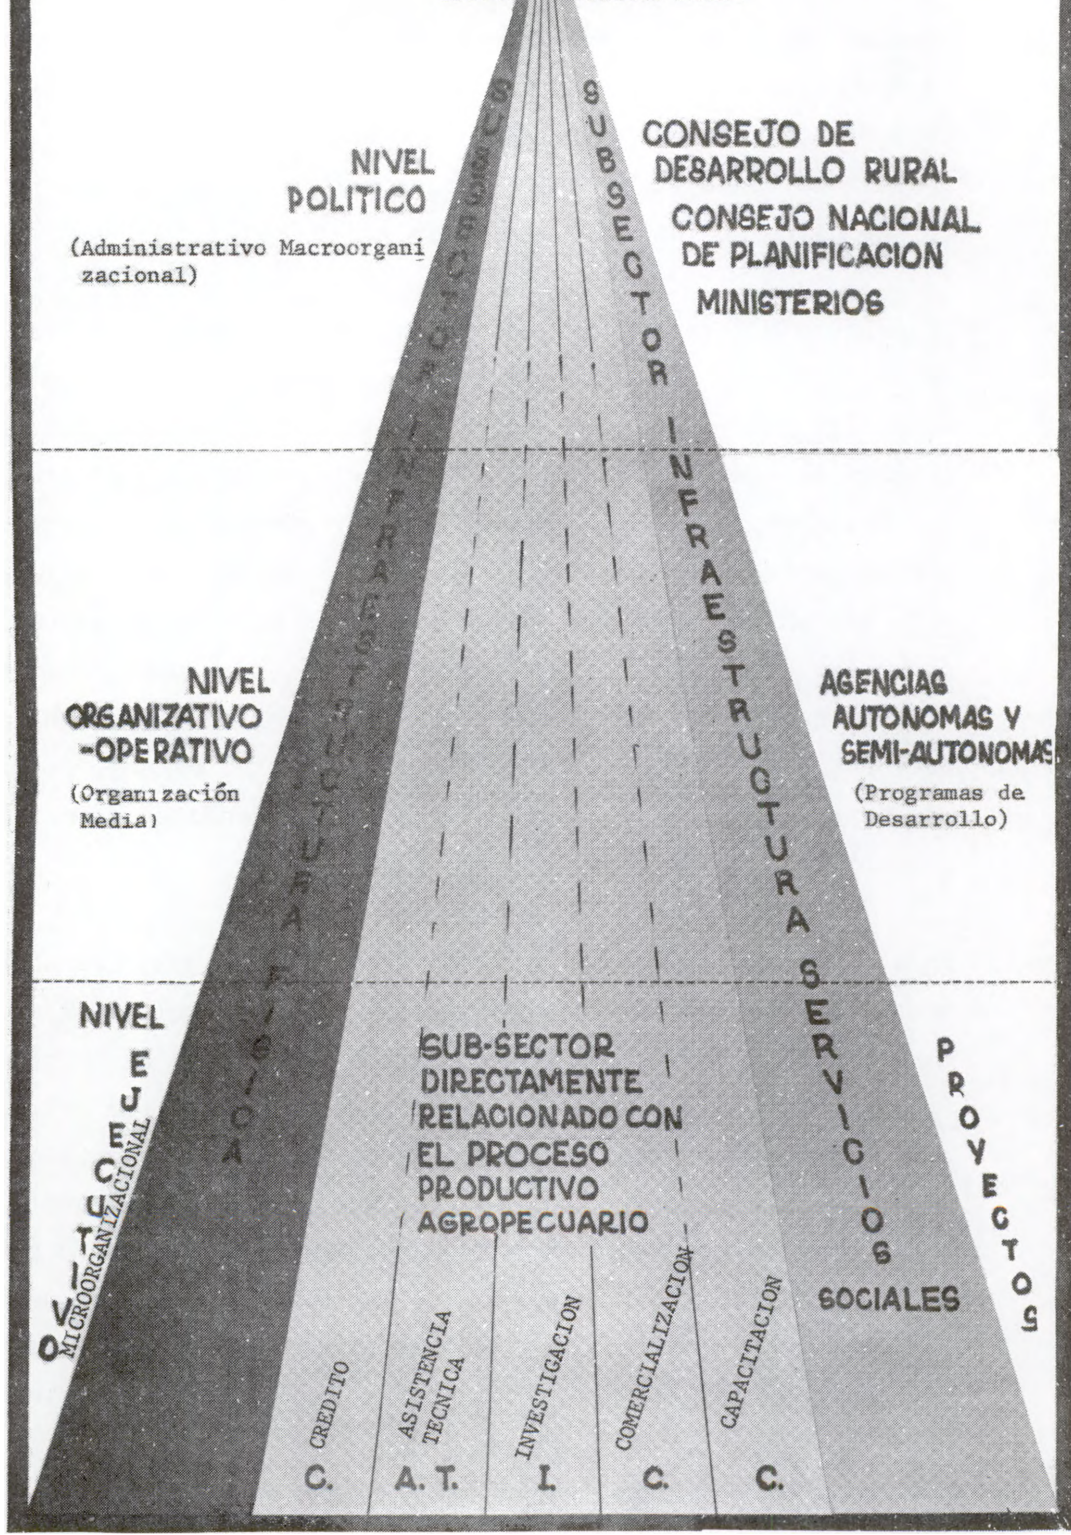 NIVEL
POLITICO
(Administrativo Macroorgani
zacional)
SUBSECTOR INFRAESTRUCTURA FISICA
SUBSECTOR INFRAESTRUCTURA SERVICIOS
SOCIALES
CONSEJO DE
DESARROLLO RURAL
CONSEJO NACIONAL
DE PLANIFICACION
MINISTERIOS
NIVEL
ORGANIZATIVO
-OPERATIVO
(Organización
Media)
AGENCIAS
AUTONOMAS Y
SEMI-AUTONOMAS
(Programas de
Desarrollo)
NIVEL
EJECUTIVO
MICROORGANIZACIONAL
SUB-SECTOR
DIRECTAMENTE
RELACIONADO CON
EL PROCESO
PRODUCTIVO
AGROPECUARIO
PROYECTOS
CREDITO
ASISTENCIA
TECNICA
INVESTIGACION
COMERCIALIZACION
CAPACITACION
C.
A. T.
I.
C.
C.